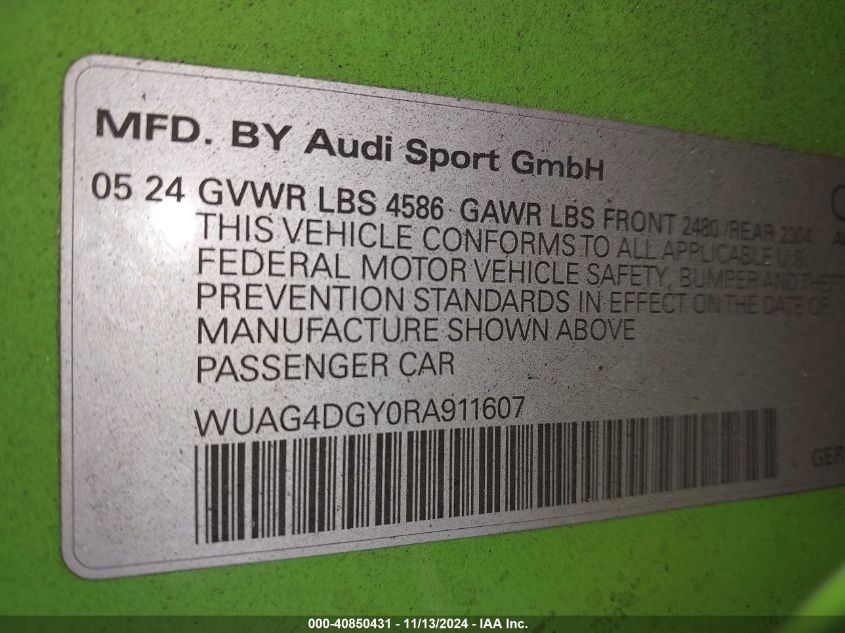 MFD. BY Audi Sport GmbH
05 24 GVWR LBS 4586 GAWR LBS FRONT 2480 /REAR 2304
THIS VEHICLE CONFORMS TO ALL APPLICABLE U.S.
FEDERAL MOTOR VEHICLE SAFETY, BUMPER AND THEFT
PREVENTION STANDARDS IN EFFECT ON THE DATE OF
MANUFACTURE SHOWN ABOVE
PASSENGER CAR
WUAG4DGY0RA911607
GER
000-40850431 - 11/13/2024 - IAA Inc.